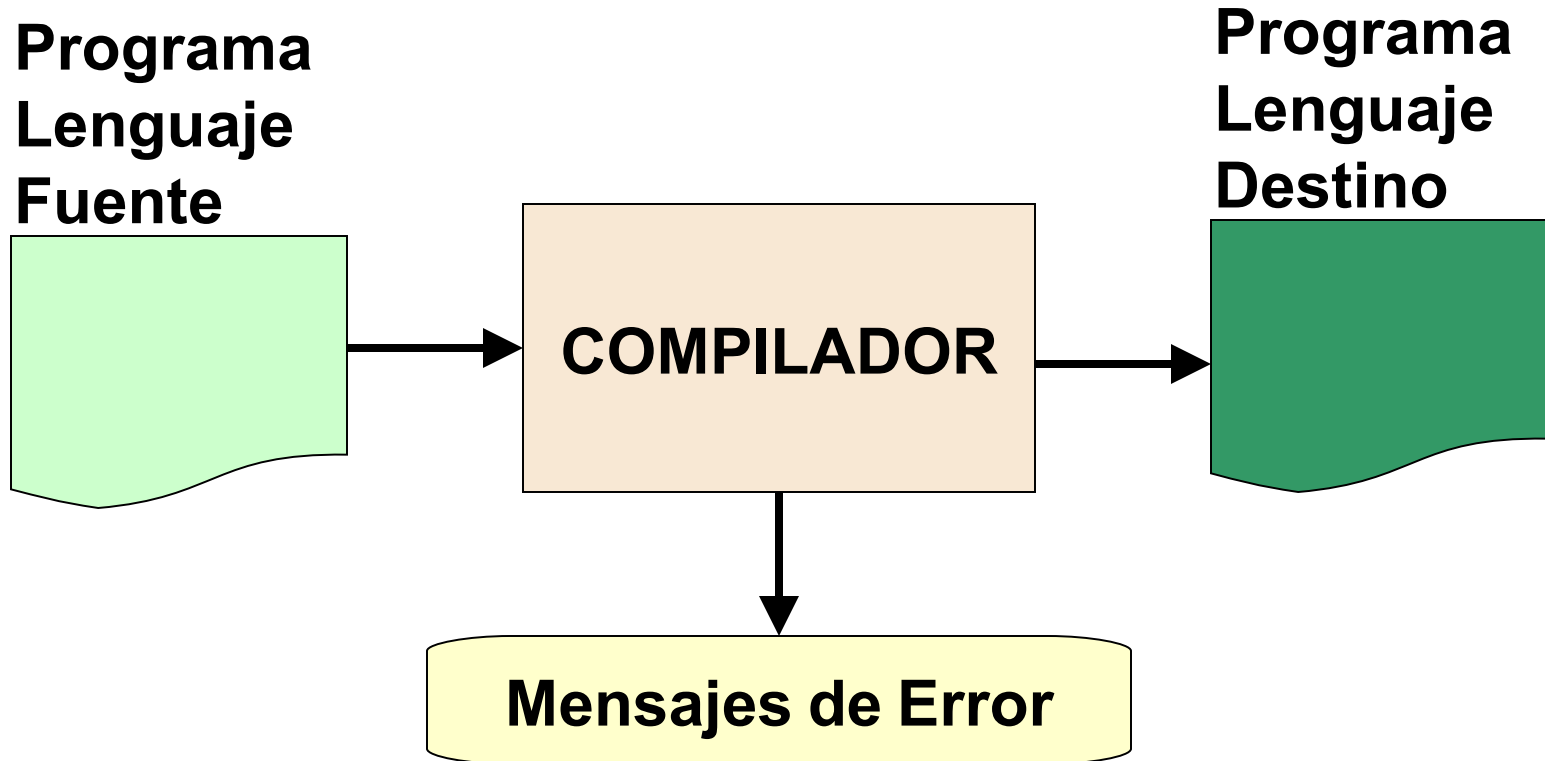 Programa
Lenguaje
Fuente
COMPILADOR
Programa
Lenguaje
Destino
Mensajes de Error